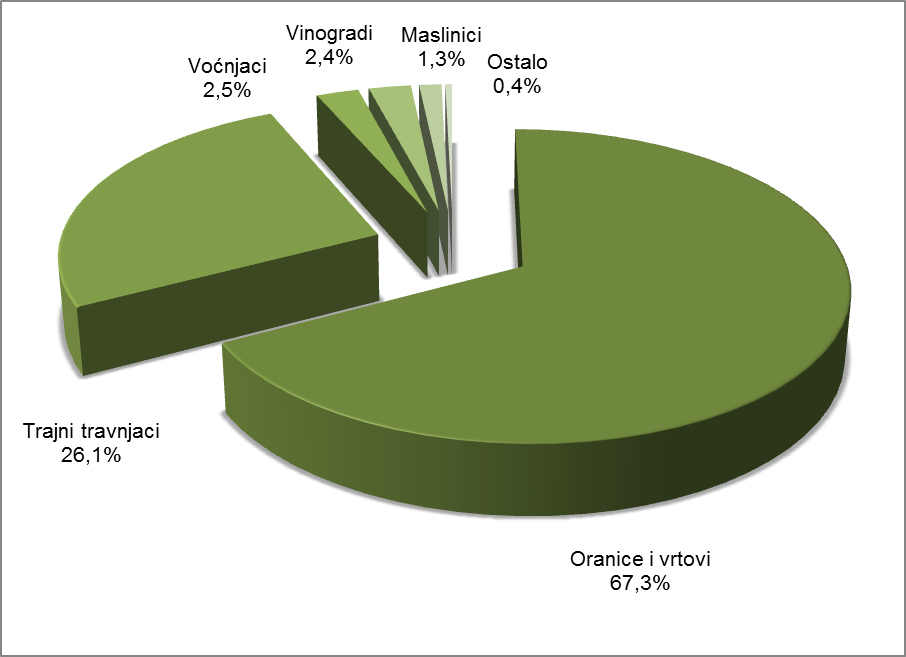 Vinogradi
2,4%
Maslinici
1,3%
Voćnjaci
2,5%
Ostalo
0,4%
Trajni travnjaci
26,1%
Oranice i vrtovi
67,3%